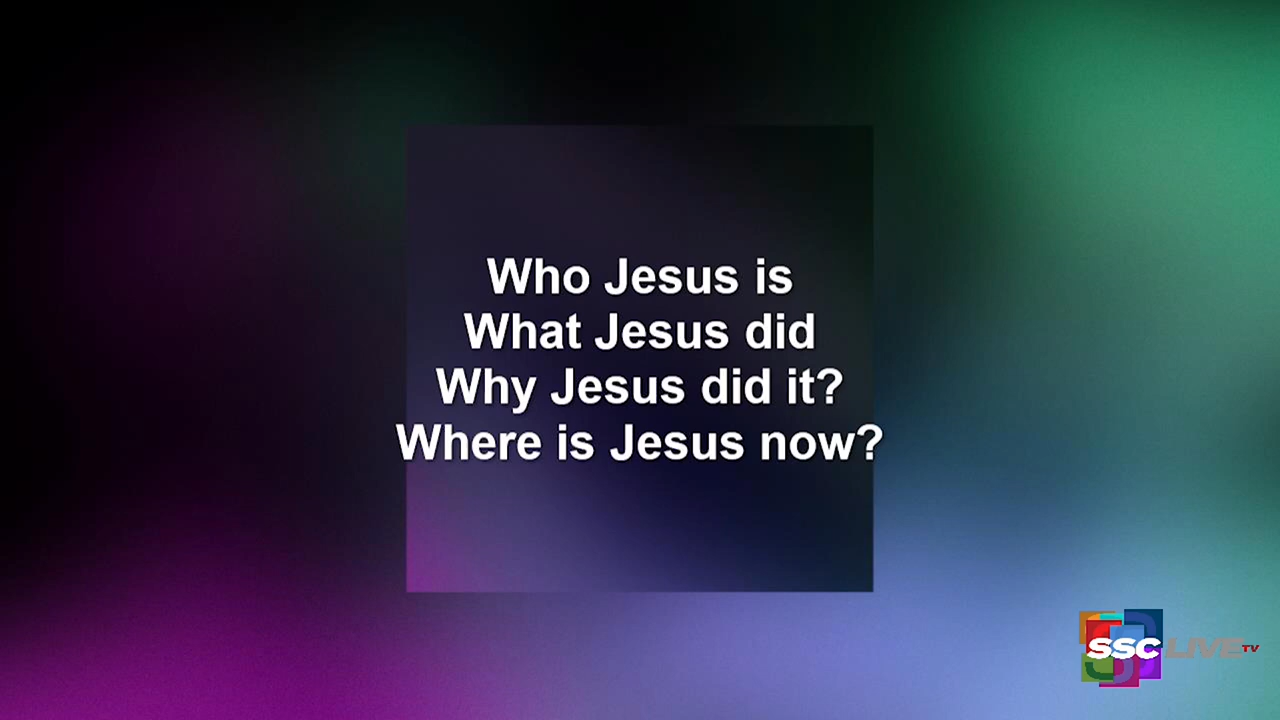 Who Jesus is
What Jesus did
Why Jesus did it?
Where is Jesus now?
SSC LIVE TV